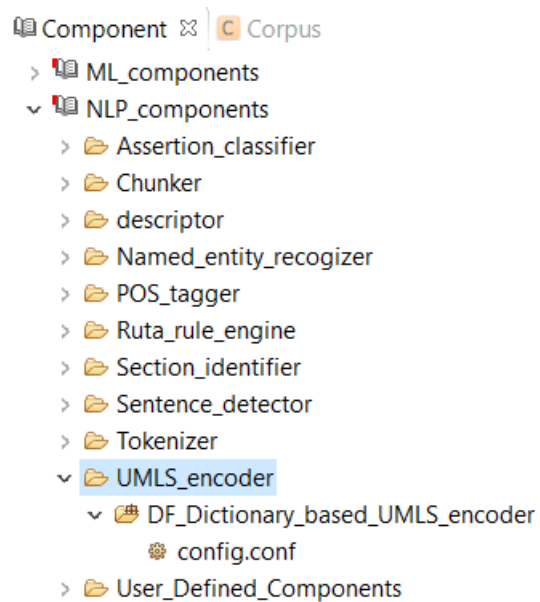 Component C Corpus
ML_components
NLP_components
Assertion_classifier
Chunker
descriptor
Named_entity_recogizer
POS_tagger
Ruta_rule_engine
Section_identifier
Sentence_detector
Tokenizer
UMLS_encoder
DF_Dictionary_based_UMLS_encoder
config.conf
User_Defined_Components